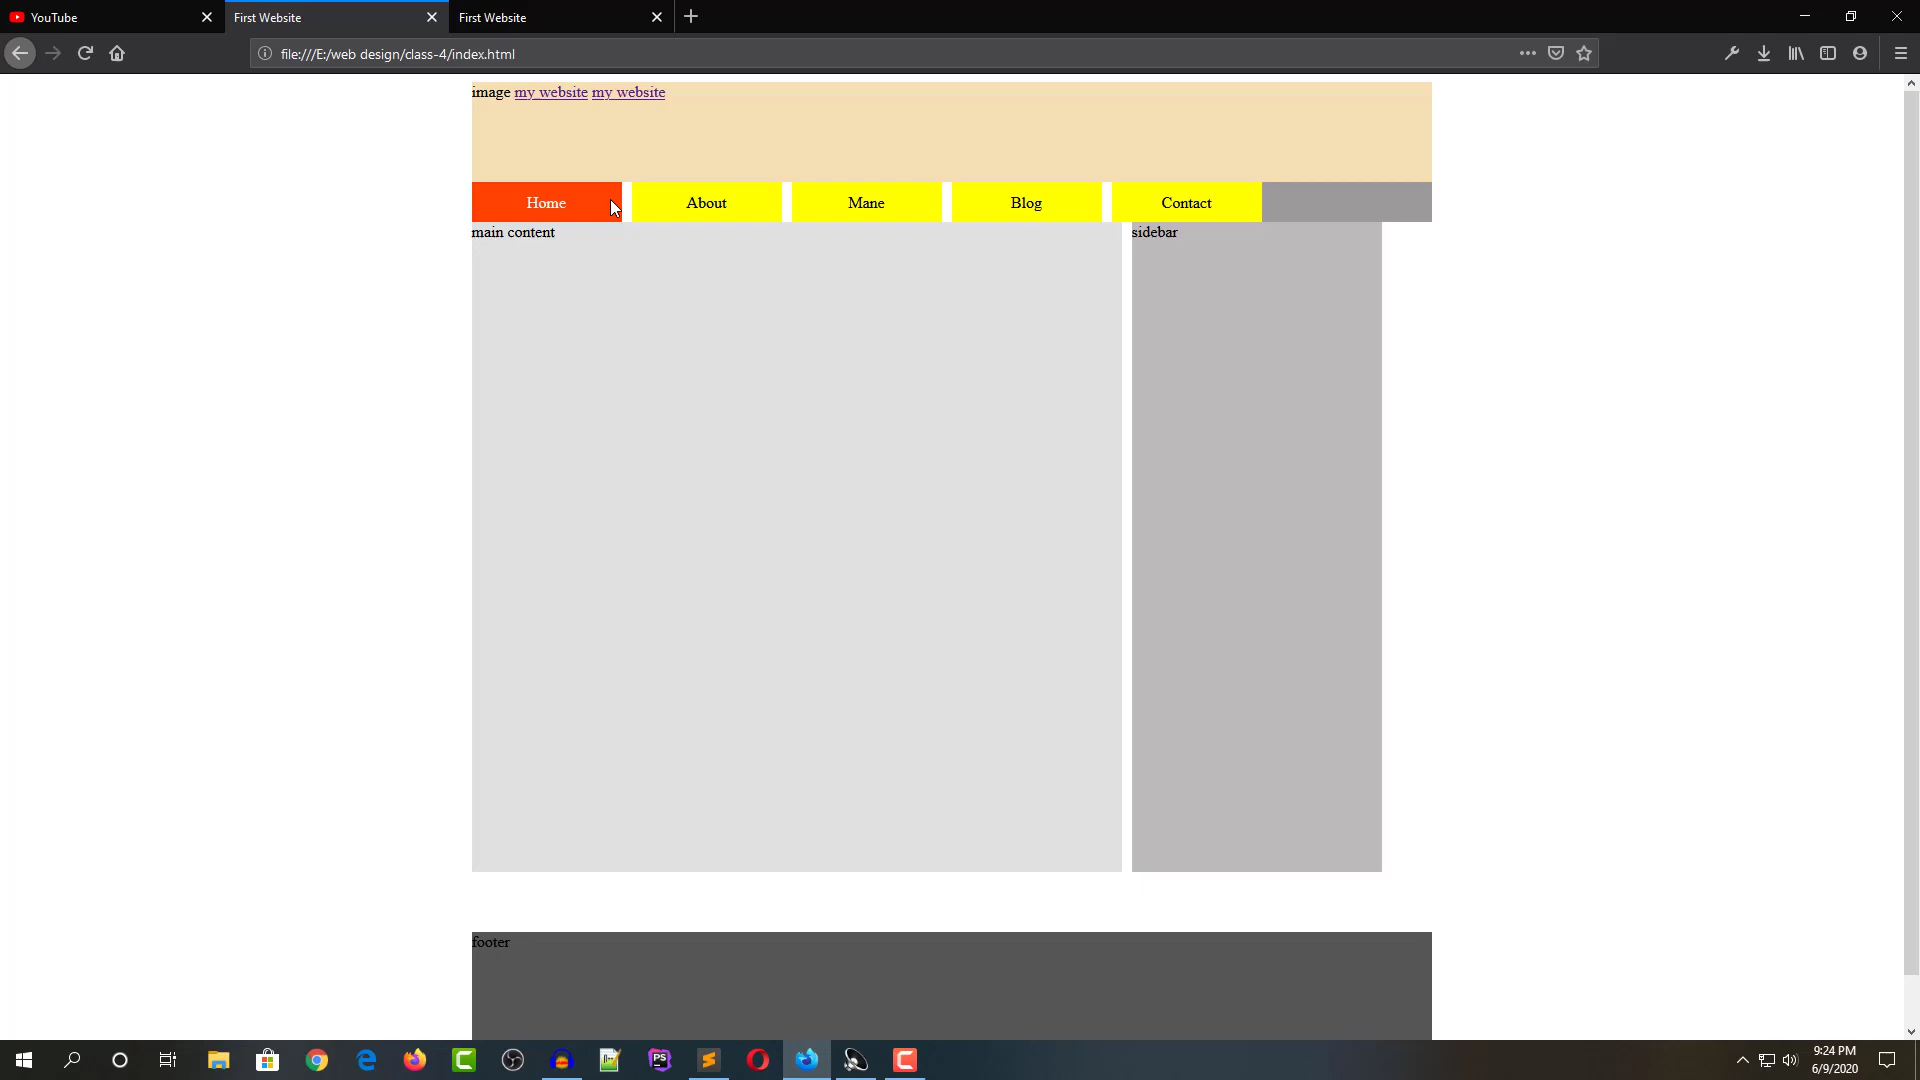 YouTube
First Website
First Website
file:///E:/web design/class-4/index.html
image my website my website
Home
About
Mane
Blog
Contact
main content
sidebar
footer
PS
9:24 PM
6/9/2020